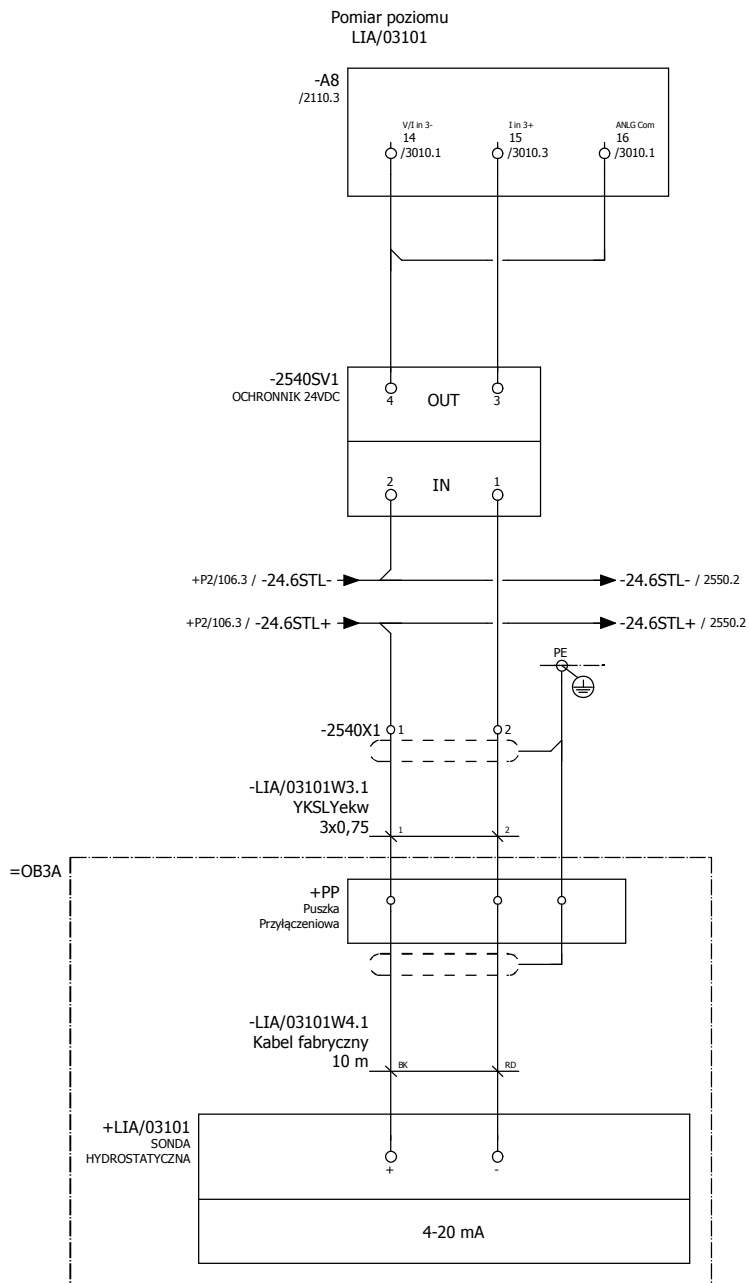 Pomiar poziomu
LIA/03101
-A8
/2110.3
V/I in 3-
14
/3010.1
I in 3+
15
/3010.3
ANLG Com
16
/3010.1
-2540SV1
OCHRONNIK 24VDC
4 OUT 3
2 IN 1
+P2/106.3 / -24.6STL- -24.6STL- / 2550.2
+P2/106.3 / -24.6STL+ -24.6STL+ / 2550.2
PE
-2540X1 1 2
-LIA/03101W3.1
YKSLYekw
3x0,75
1 2
=OB3A
+PP
Puszka
Przyłączeniowa
-LIA/03101W4.1
Kabel fabryczny
10 m
BK RD
+LIA/03101
SONDA
HYDROSTATYCZNA
+ -
4-20 mA